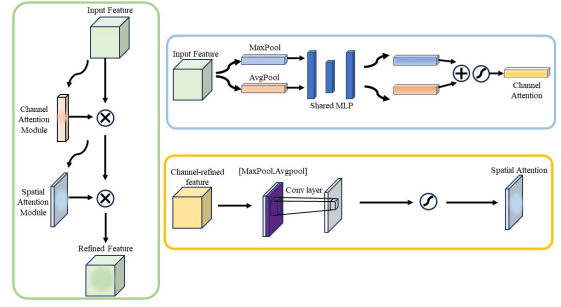 Input Feature
Channel
Attention
Module
Spatial
Attention
Module
Refined Feature
Input Feature
MaxPool
AvgPool
Shared MLP
Channel
Attention
Channel-refined
feature
[MaxPool,Avgpool]
Conv layer
Spatial Attention